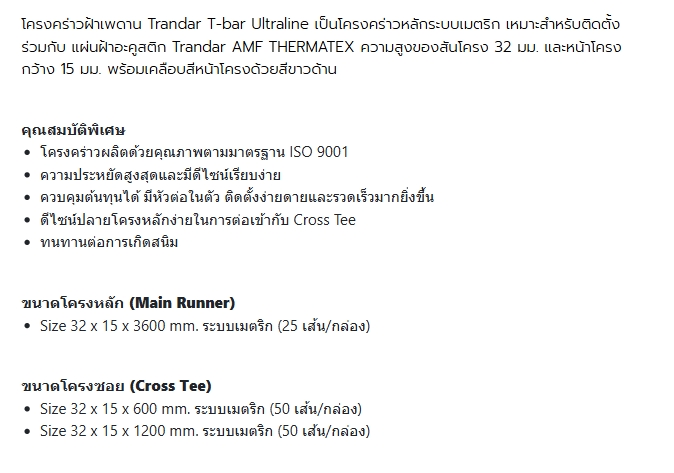 โครงคร่าวฝ้าเพดาน Trandar T-bar Ultraline เป็นโครงคร่าวหลักระบบเมตริก เหมาะสำหรับติดตั้ง
ร่วมกับ แผ่นฝ้าอะคูสติก Trandar AMF THERMATEX ความสูงของสันโครง 32 มม. และหน้าโครง
กว้าง 15 มม. พร้อมเคลือบสีหน้าโครงด้วยสีขาวด้าน
คุณสมบัติพิเศษ
• โครงคร่าวผลิตด้วยคุณภาพตามมาตรฐาน ISO 9001
• ความประหยัดสูงสุดและมีดีไซน์เรียบง่าย
• ควบคุมต้นทุนได้ มีหัวต่อในตัว ติดตั้งง่ายดายและรวดเร็วมากยิ่งขึ้น
• ดีไซน์ปลายโครงหลักง่ายในการต่อเข้ากับ Cross Tee
• ทนทานต่อการเกิดสนิม
ขนาดโครงหลัก (Main Runner)
• Size 32 x 15 x 3600 mm. ระบบเมตริก (25 เส้น/กล่อง)
ขนาดโครงซอย (Cross Tee)
• Size 32 x 15 x 600 mm. ระบบเมตริก (50 เส้น/กล่อง)
• Size 32 x 15 x 1200 mm. ระบบเมตริก (50 เส้น/กล่อง)